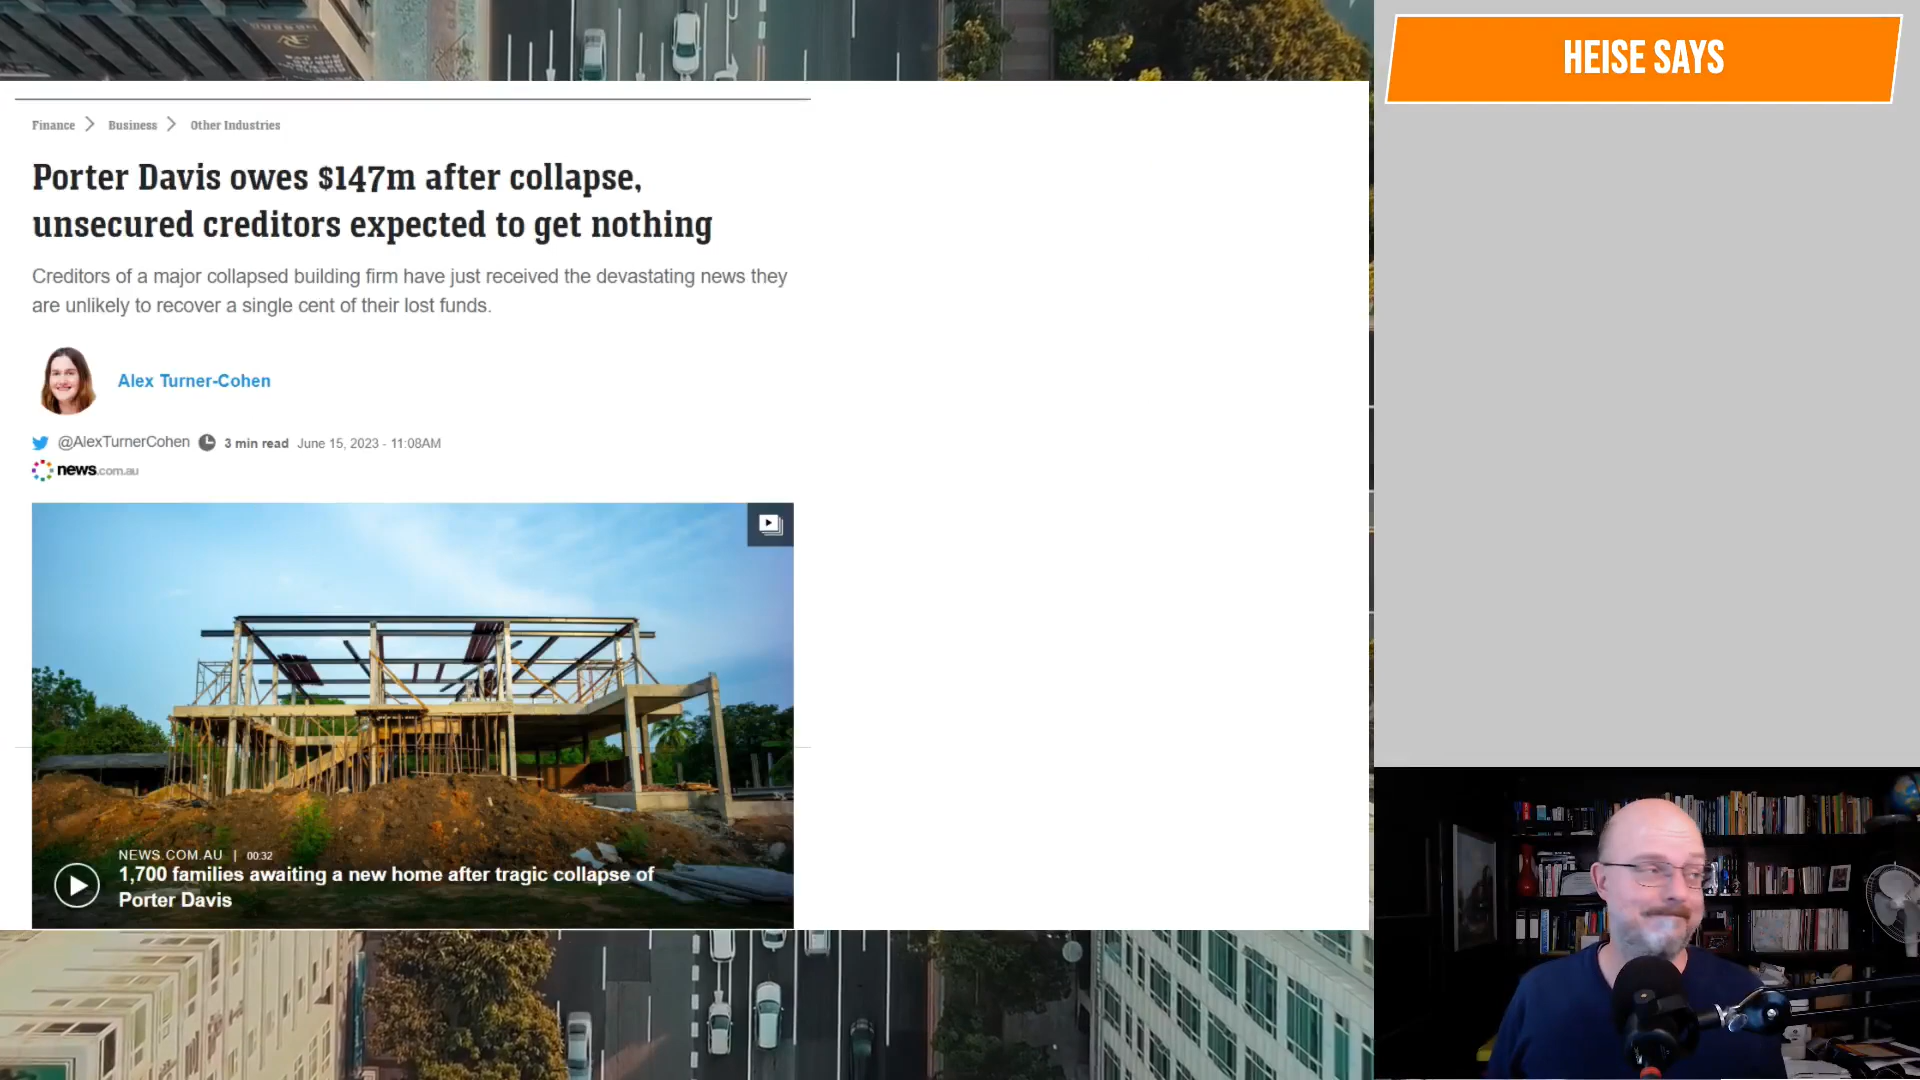 HEISE SAYS
Finance
Business
Other Industries
Porter Davis owes $147m after collapse,
unsecured creditors expected to get nothing
Creditors of a major collapsed building firm have just received the devastating news they
are unlikely to recover a single cent of their lost funds.
Alex Turner-Cohen
@AlexTurnerCohen 3 min read June 15, 2023 - 11:08AM
news.com.au
NEWS.COM.AU | 00:32
1,700 families awaiting a new home after tragic collapse of
Porter Davis